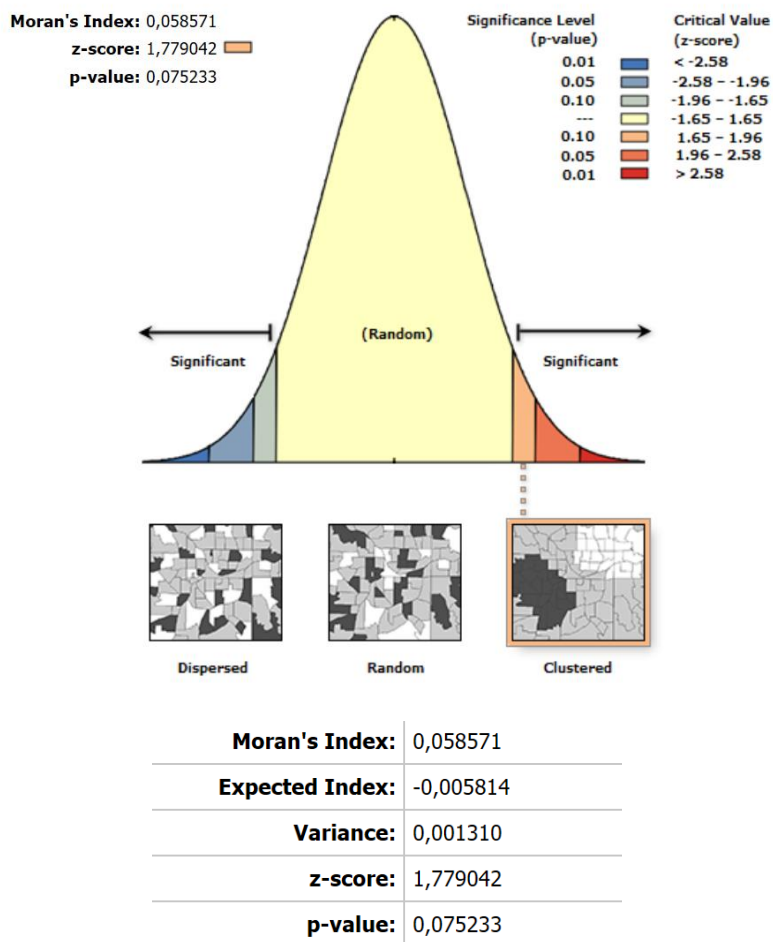 Moran's Index: 0,058571
z-score: 1,779042
p-value: 0,075233
Significance Level
(p-value)
Critical Value
(z-score)
0.01 < -2.58
0.05 -2.58 – -1.96
0.10 -1.96 – -1.65
--- -1.65 – 1.65
0.10 1.65 – 1.96
0.05 1.96 – 2.58
0.01 > 2.58
(Random)
Significant
Significant
Dispersed
Random
Clustered
Moran's Index: 0,058571
Expected Index: -0,005814
Variance: 0,001310
z-score: 1,779042
p-value: 0,075233